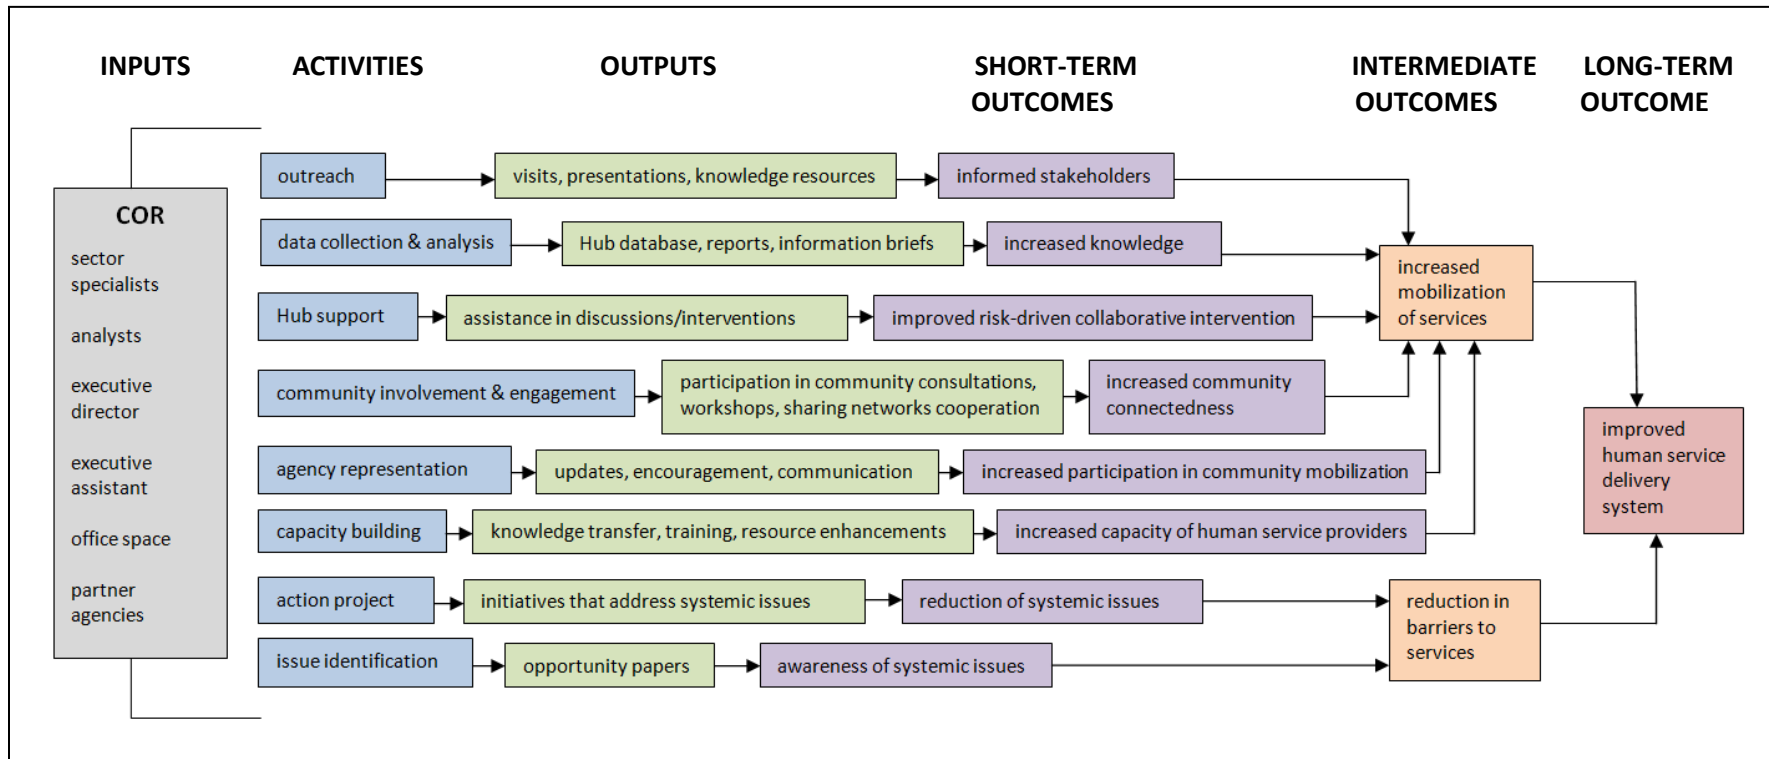 INPUTS
ACTIVITIES
OUTPUTS
SHORT-TERM
OUTCOMES
INTERMEDIATE
OUTCOMES
LONG-TERM
OUTCOME
COR
sector
specialists
analysts
executive
director
executive
assistant
office space
partner
agencies
outreach
visits, presentations, knowledge resources
informed stakeholders
data collection & analysis
Hub database, reports, information briefs
increased knowledge
Hub support
assistance in discussions/interventions
improved risk-driven collaborative intervention
community involvement & engagement
participation in community consultations,
workshops, sharing networks cooperation
increased community
connectedness
agency representation
updates, encouragement, communication
increased participation in community mobilization
capacity building
knowledge transfer, training, resource enhancements
increased capacity of human service providers
action project
initiatives that address systemic issues
reduction of systemic issues
issue identification
opportunity papers
awareness of systemic issues
increased
mobilization
of services
reduction in
barriers to
services
improved
human service
delivery
system